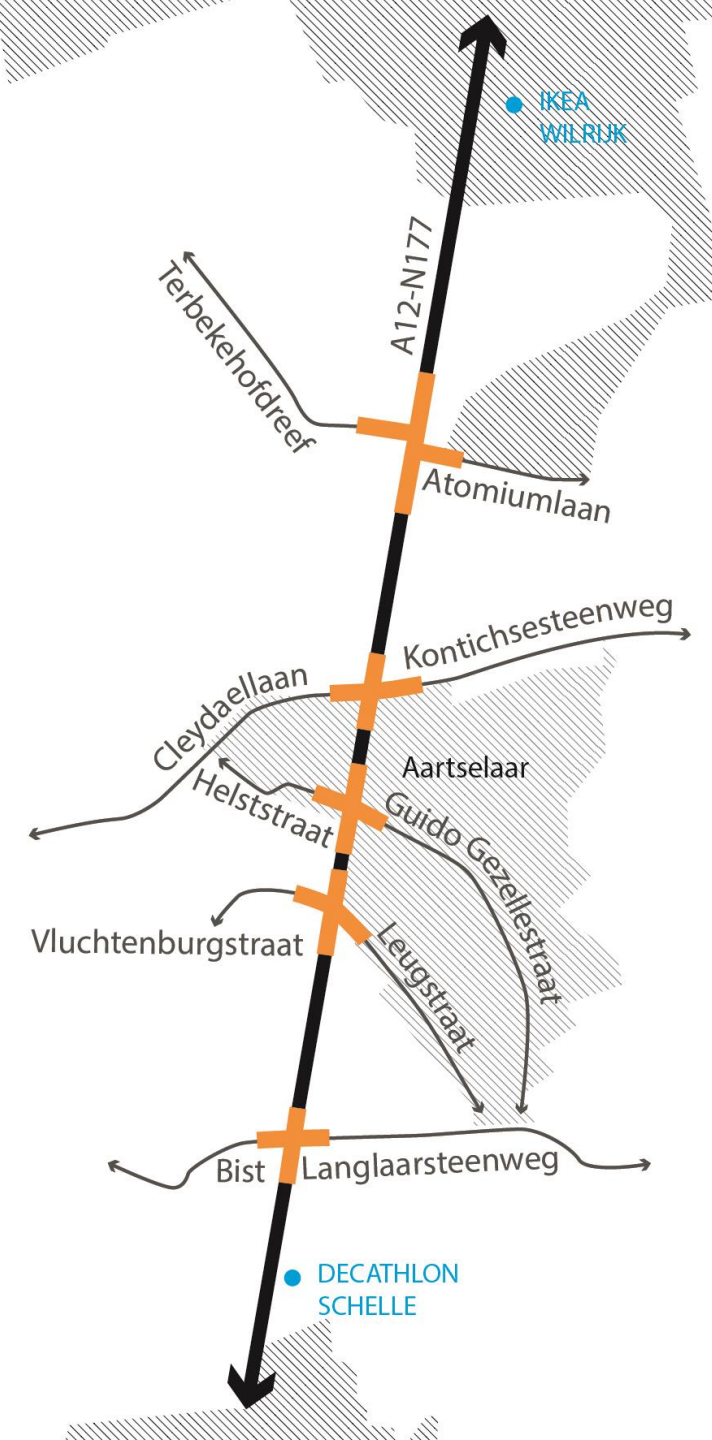 IKEA
WILRIJK
A12-N177
Terbekehofdreef
Atomiumlaan
Kontichsesteenweg
Cleydaellaan
Aartselaar
Helststraat
Guido Gezellestraat
Vluchtenburgstraat
Leugstraat
Bist
Langlaarsteenweg
DECATHLON
SCHELLE